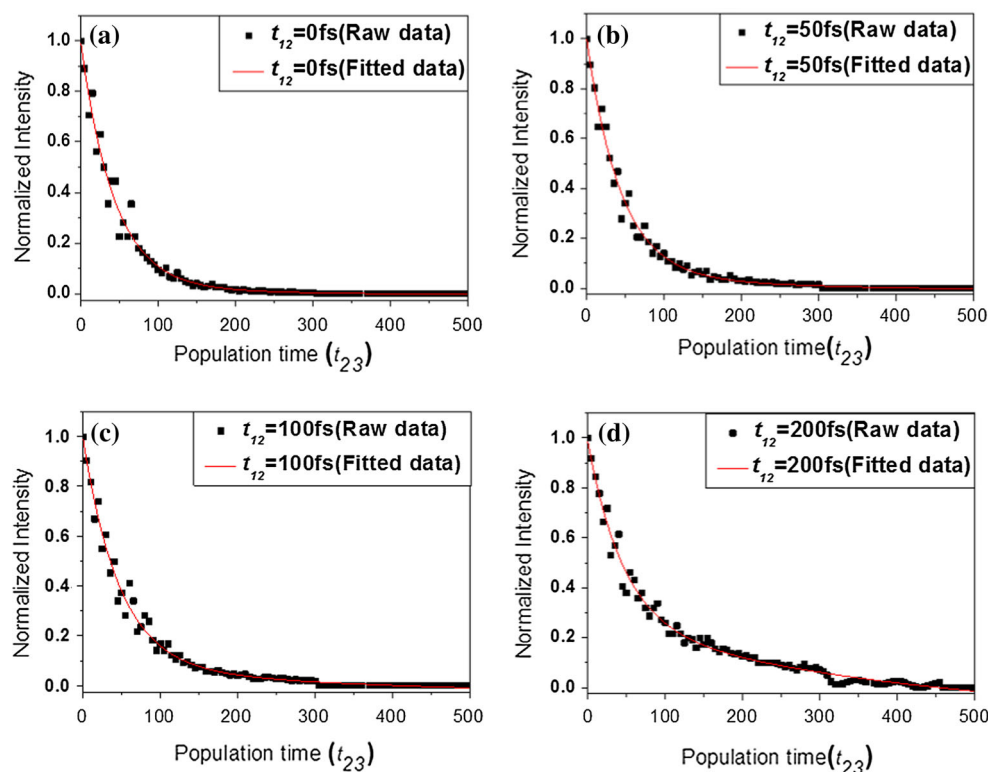 (a)
t12=0fs(Raw data)
t12=0fs(Fitted data)
Normalized Intensity
1.0
0.8
0.6
0.4
0.2
0.0
0 100 200 300 400 500
Population time (t23)
(b)
t12=50fs(Raw data)
t12=50fs(Fitted data)
Normalized Intensity
1.0
0.8
0.6
0.4
0.2
0.0
0 100 200 300 400 500
Population time(t23)
(c)
t12=100fs(Raw data)
t12=100fs(Fitted data)
Normalized Intensity
1.0
0.8
0.6
0.4
0.2
0.0
0 100 200 300 400 500
Population time (t23)
(d)
t12=200fs(Raw data)
t12=200fs(Fitted data)
Normalized Intensity
1.0
0.8
0.6
0.4
0.2
0.0
0 100 200 300 400 500
Population time(t23)